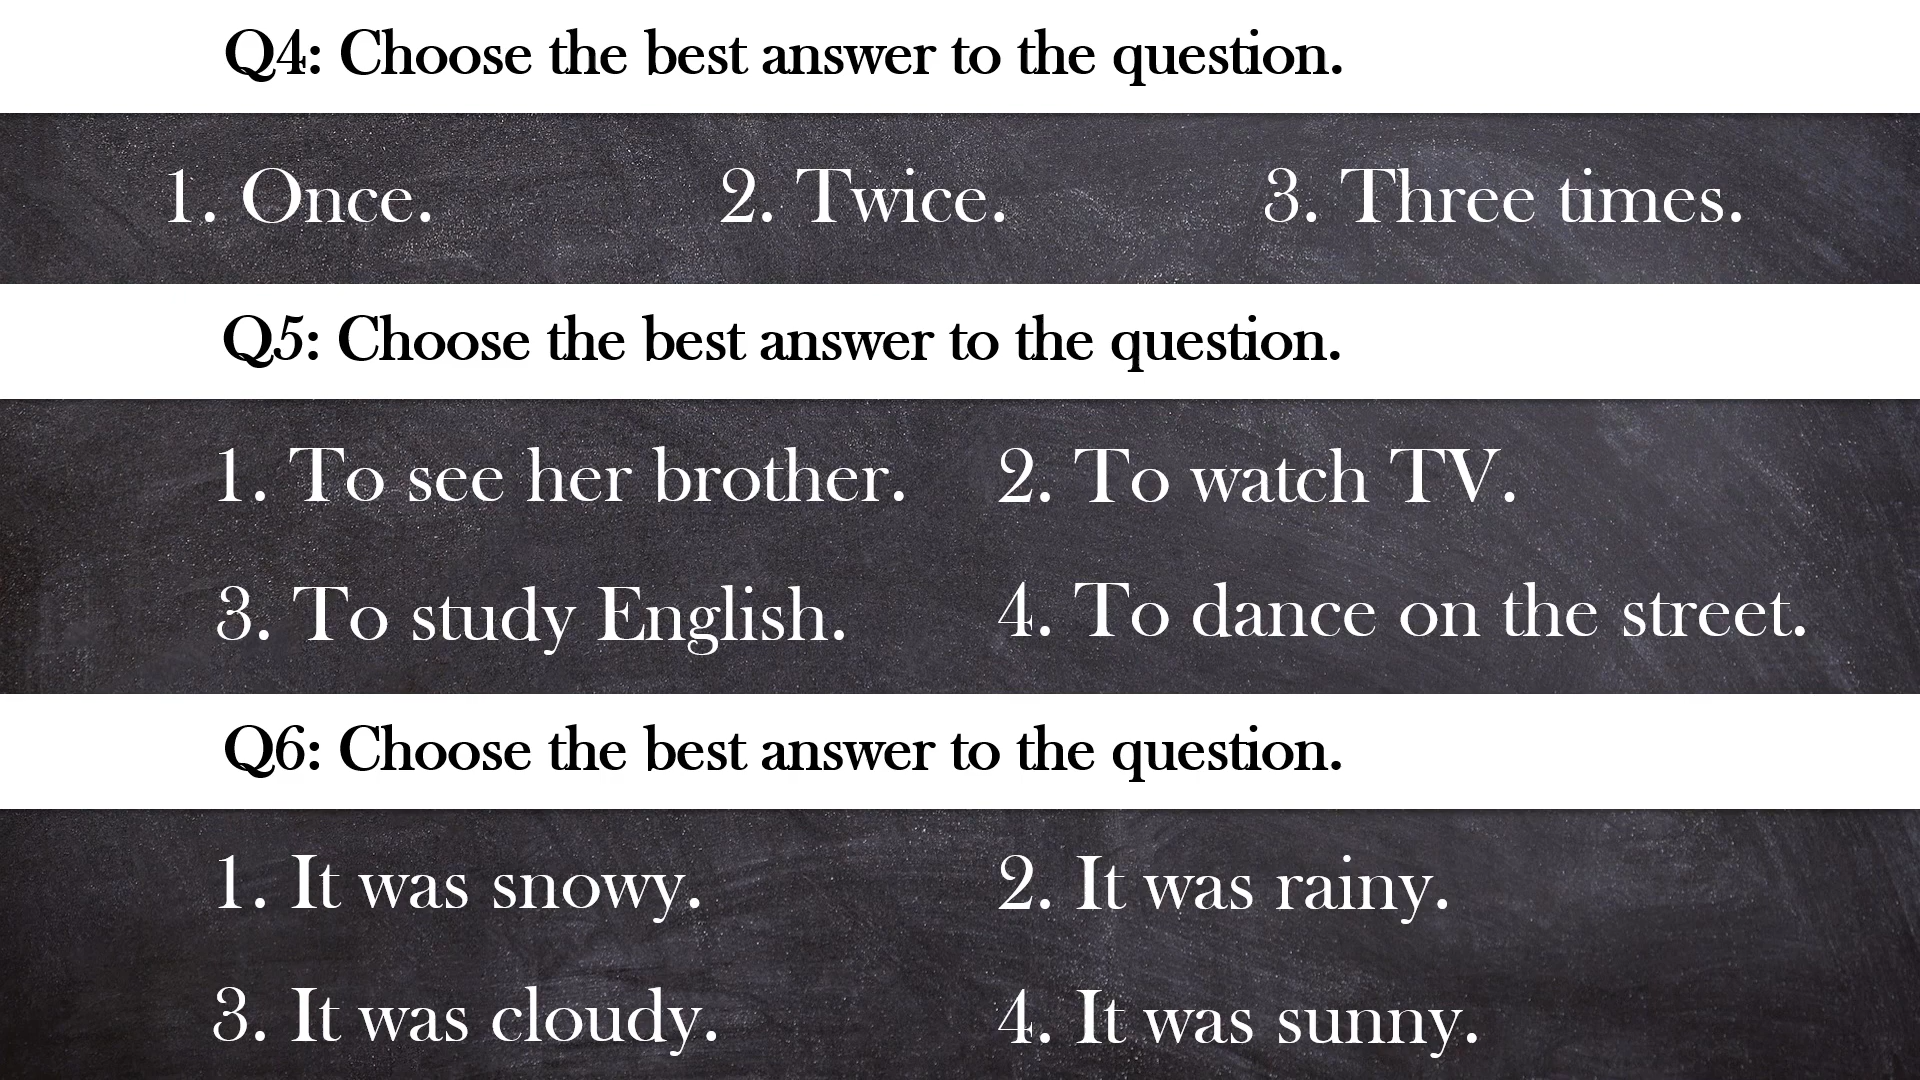 Q4: Choose the best answer to the question.
1. Once. 2. Twice. 3. Three times.
Q5: Choose the best answer to the question.
1. To see her brother. 2. To watch TV.
3. To study English. 4. To dance on the street.
Q6: Choose the best answer to the question.
1. It was snowy. 2. It was rainy.
3. It was cloudy. 4. It was sunny.